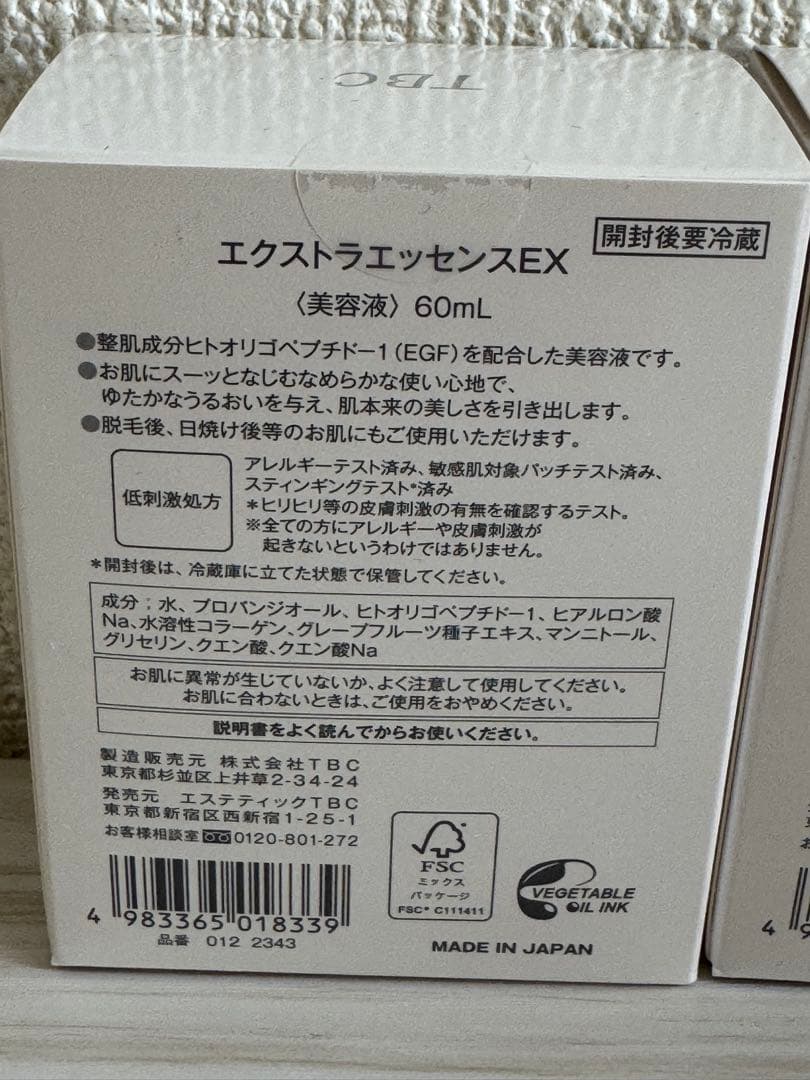 TBC
エクストラエッセンスEX
開封後要冷蔵
〈美容液〉 60mL
●整肌成分ヒトオリゴペプチド-1(EGF)を配合した美容液です。
●お肌にスーッとなじむなめらかな使い心地で、
ゆたかなうるおいを与え、肌本来の美しさを引き出します。
●脱毛後、日焼け後等のお肌にもご使用いただけます。
低刺激処方
アレルギーテスト済み、敏感肌対象パッチテスト済み、
スティンギングテスト*済み
*ヒリヒリ等の皮膚刺激の有無を確認するテスト。
※全ての方にアレルギーや皮膚刺激が
起きないというわけではありません。
*開封後は、冷蔵庫に立てた状態で保管してください。
成分;水、プロパンジオール、ヒトオリゴペプチド-1、ヒアルロン酸
Na、水溶性コラーゲン、グレープフルーツ種子エキス、マンニトール、
グリセリン、クエン酸、クエン酸Na
お肌に異常が生じていないか、よく注意して使用してください。
お肌に合わないときは、ご使用をおやめください。
説明書をよく読んでからお使いください。
製造販売元 株式会社TBC
東京都杉並区上井草2-34-24
発売元 エステティックTBC
東京都新宿区西新宿1-25-1
お客様相談室 0120-801-272
4 983365 018339
品番 012 2343
FSC
ミックス
パッケージ
FSC® C111411
VEGETABLE
OIL INK
MADE IN JAPAN
4